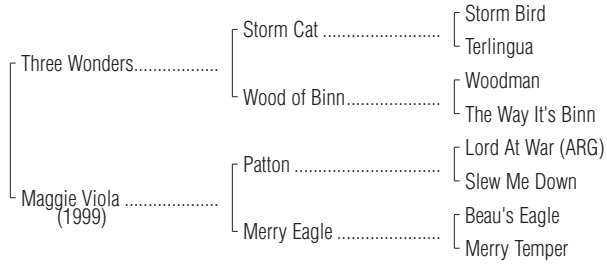 Storm Bird
Storm Cat ..........................
Terlingua
Three Wonders..................
Woodman
Wood of Binn.....................
The Way It's Binn
Lord At War (ARG)
Patton ................................
Slew Me Down
Maggie Viola ....................
(1999)
Beau's Eagle
Merry Eagle .......................
Merry Temper